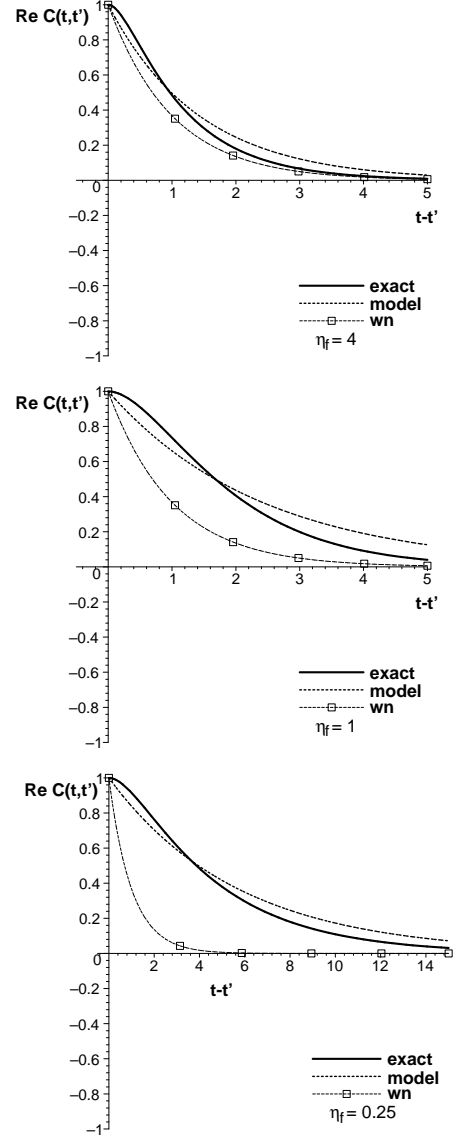 Re C(t,t')
1
0.8
0.6
0.4
0.2
0
1 2 3 4 5
t-t'
−0.2
−0.4
−0.6
−0.8
−1
exact
model
wn
ηf = 4
Re C(t,t')
1
0.8
0.6
0.4
0.2
0
1 2 3 4 5
t-t'
−0.2
−0.4
−0.6
−0.8
−1
exact
model
wn
ηf = 1
Re C(t,t')
1
0.8
0.6
0.4
0.2
0
2 4 6 8 10 12 14
t-t'
−0.2
−0.4
−0.6
−0.8
−1
exact
model
wn
ηf = 0.25